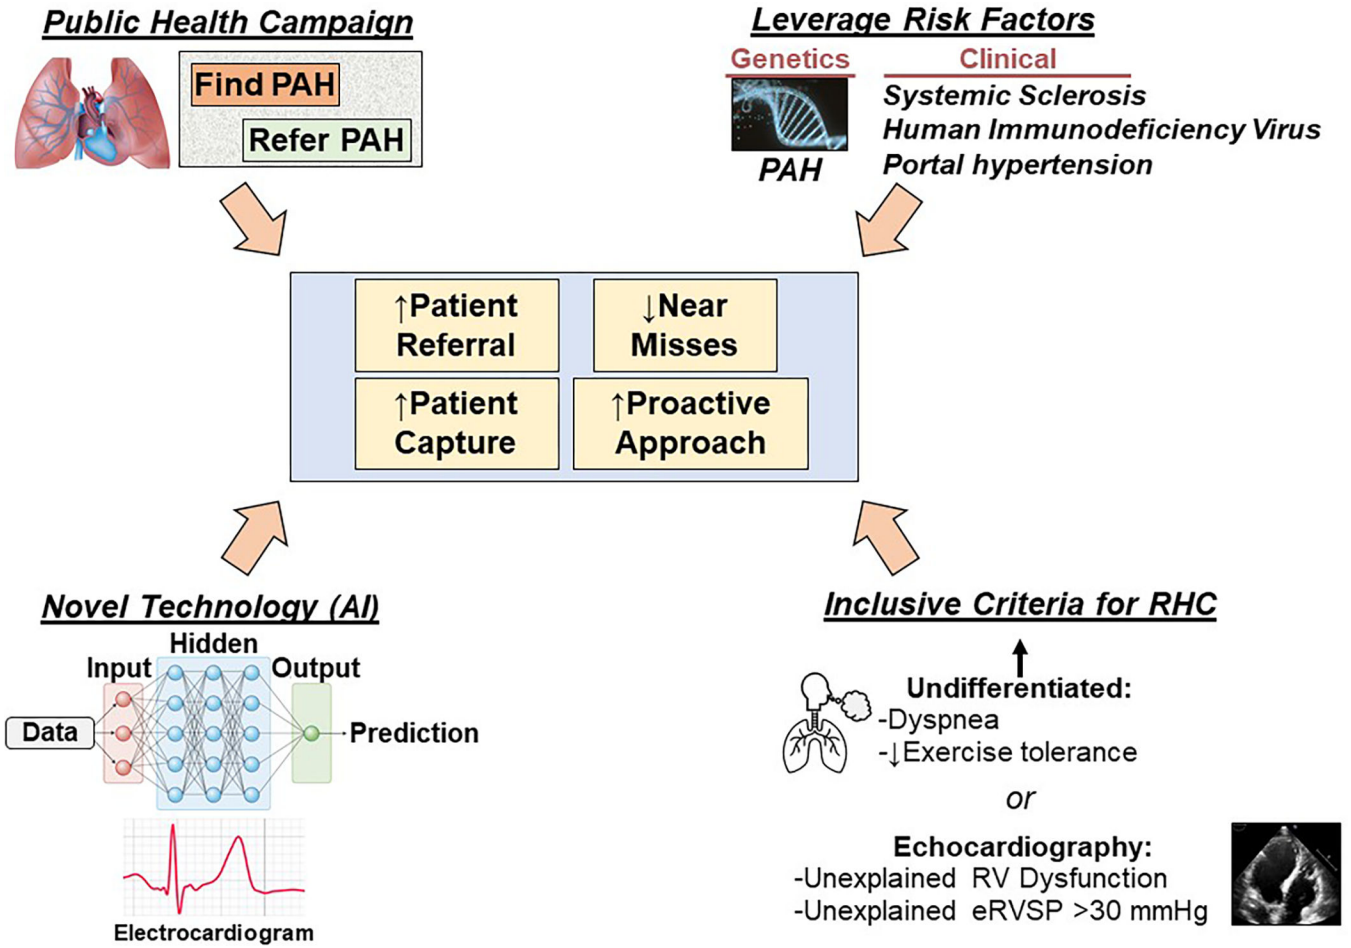 Public Health Campaign
Find PAH
Refer PAH
Leverage Risk Factors
Genetics
PAH
Clinical
Systemic Sclerosis
Human Immunodeficiency Virus
Portal hypertension
↑Patient
Referral
↓Near
Misses
↑Patient
Capture
↑Proactive
Approach
Novel Technology (AI)
Hidden
Input
Output
Data
Prediction
Electrocardiogram
Inclusive Criteria for RHC
Undifferentiated:
-Dyspnea
-↓Exercise tolerance
or
Echocardiography:
-Unexplained RV Dysfunction
-Unexplained eRVSP >30 mmHg